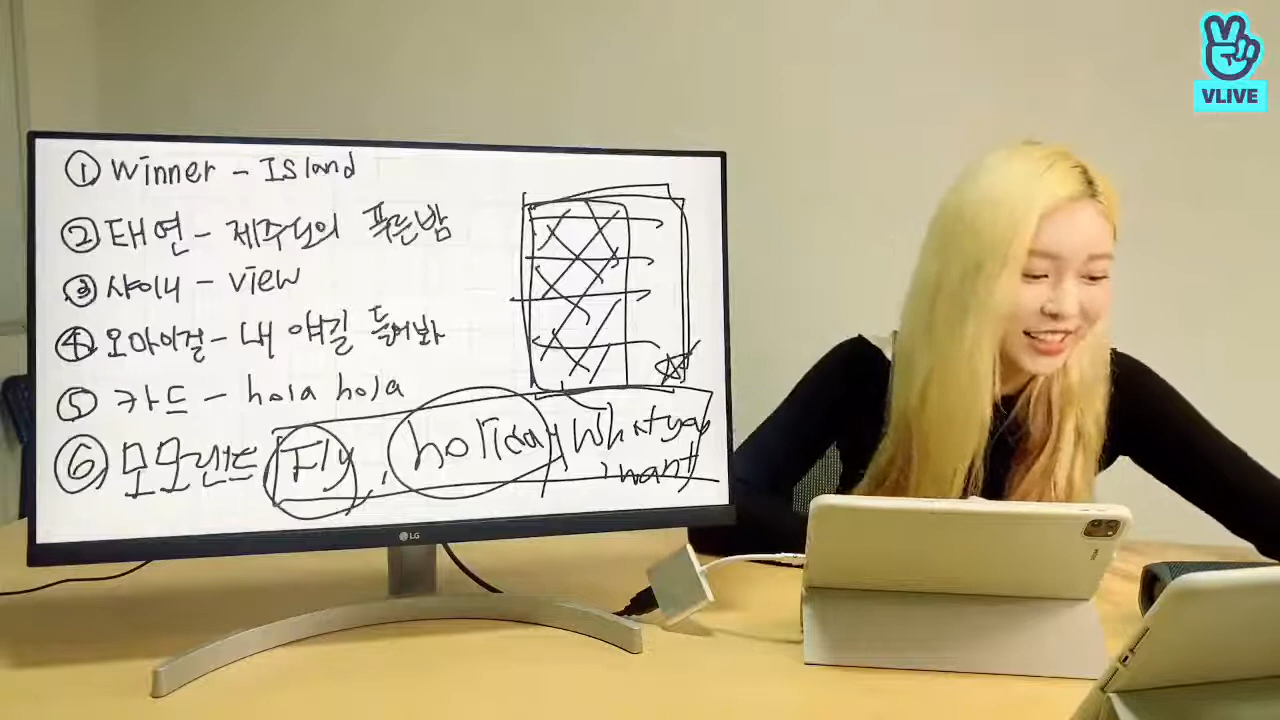 ① Winner - Island
② 태연 - 제주도의 푸른밤
③ 샤이니 - view
④ 오마이걸 - 내 얘길 들어봐
⑤ 카드 - hola hola
⑥ 모모랜드 Fly, holiday, What you want
LG
VLIVE